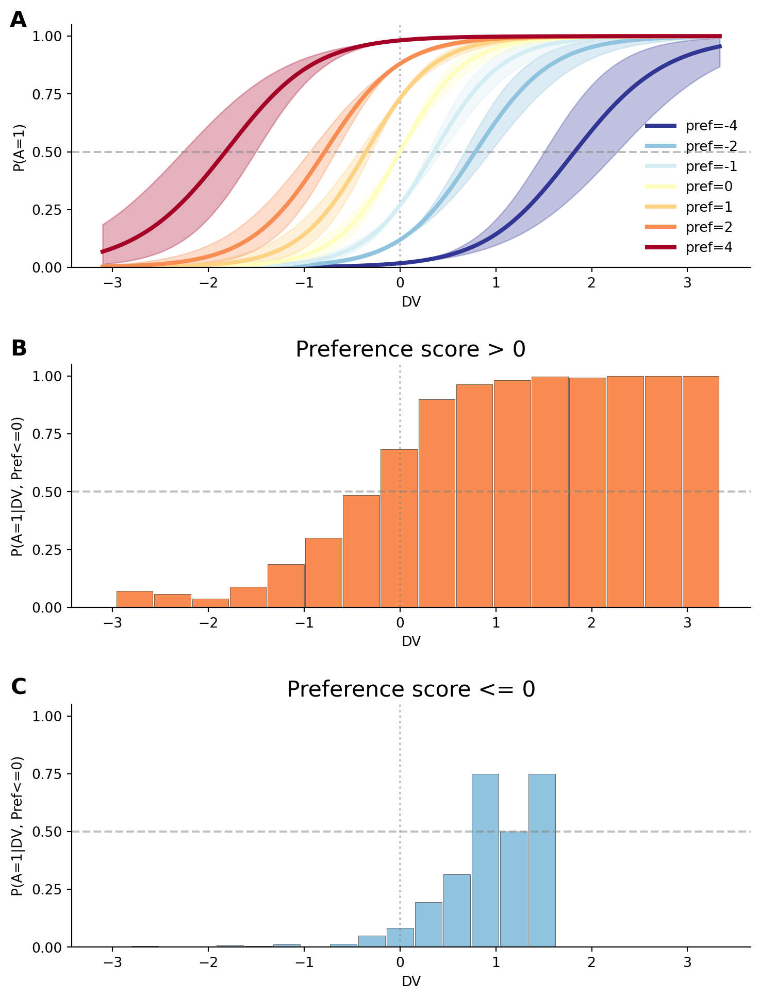 A
1.00
0.75
0.50
0.25
0.00
P(A=1)
pref=-4
pref=-2
pref=-1
pref=0
pref=1
pref=2
pref=4
−3 −2 −1 0 1 2 3
DV
B
Preference score > 0
1.00
0.75
0.50
0.25
0.00
P(A=1|DV, Pref<=0)
−3 −2 −1 0 1 2 3
DV
C
Preference score <= 0
1.00
0.75
0.50
0.25
0.00
P(A=1|DV, Pref<=0)
−3 −2 −1 0 1 2 3
DV